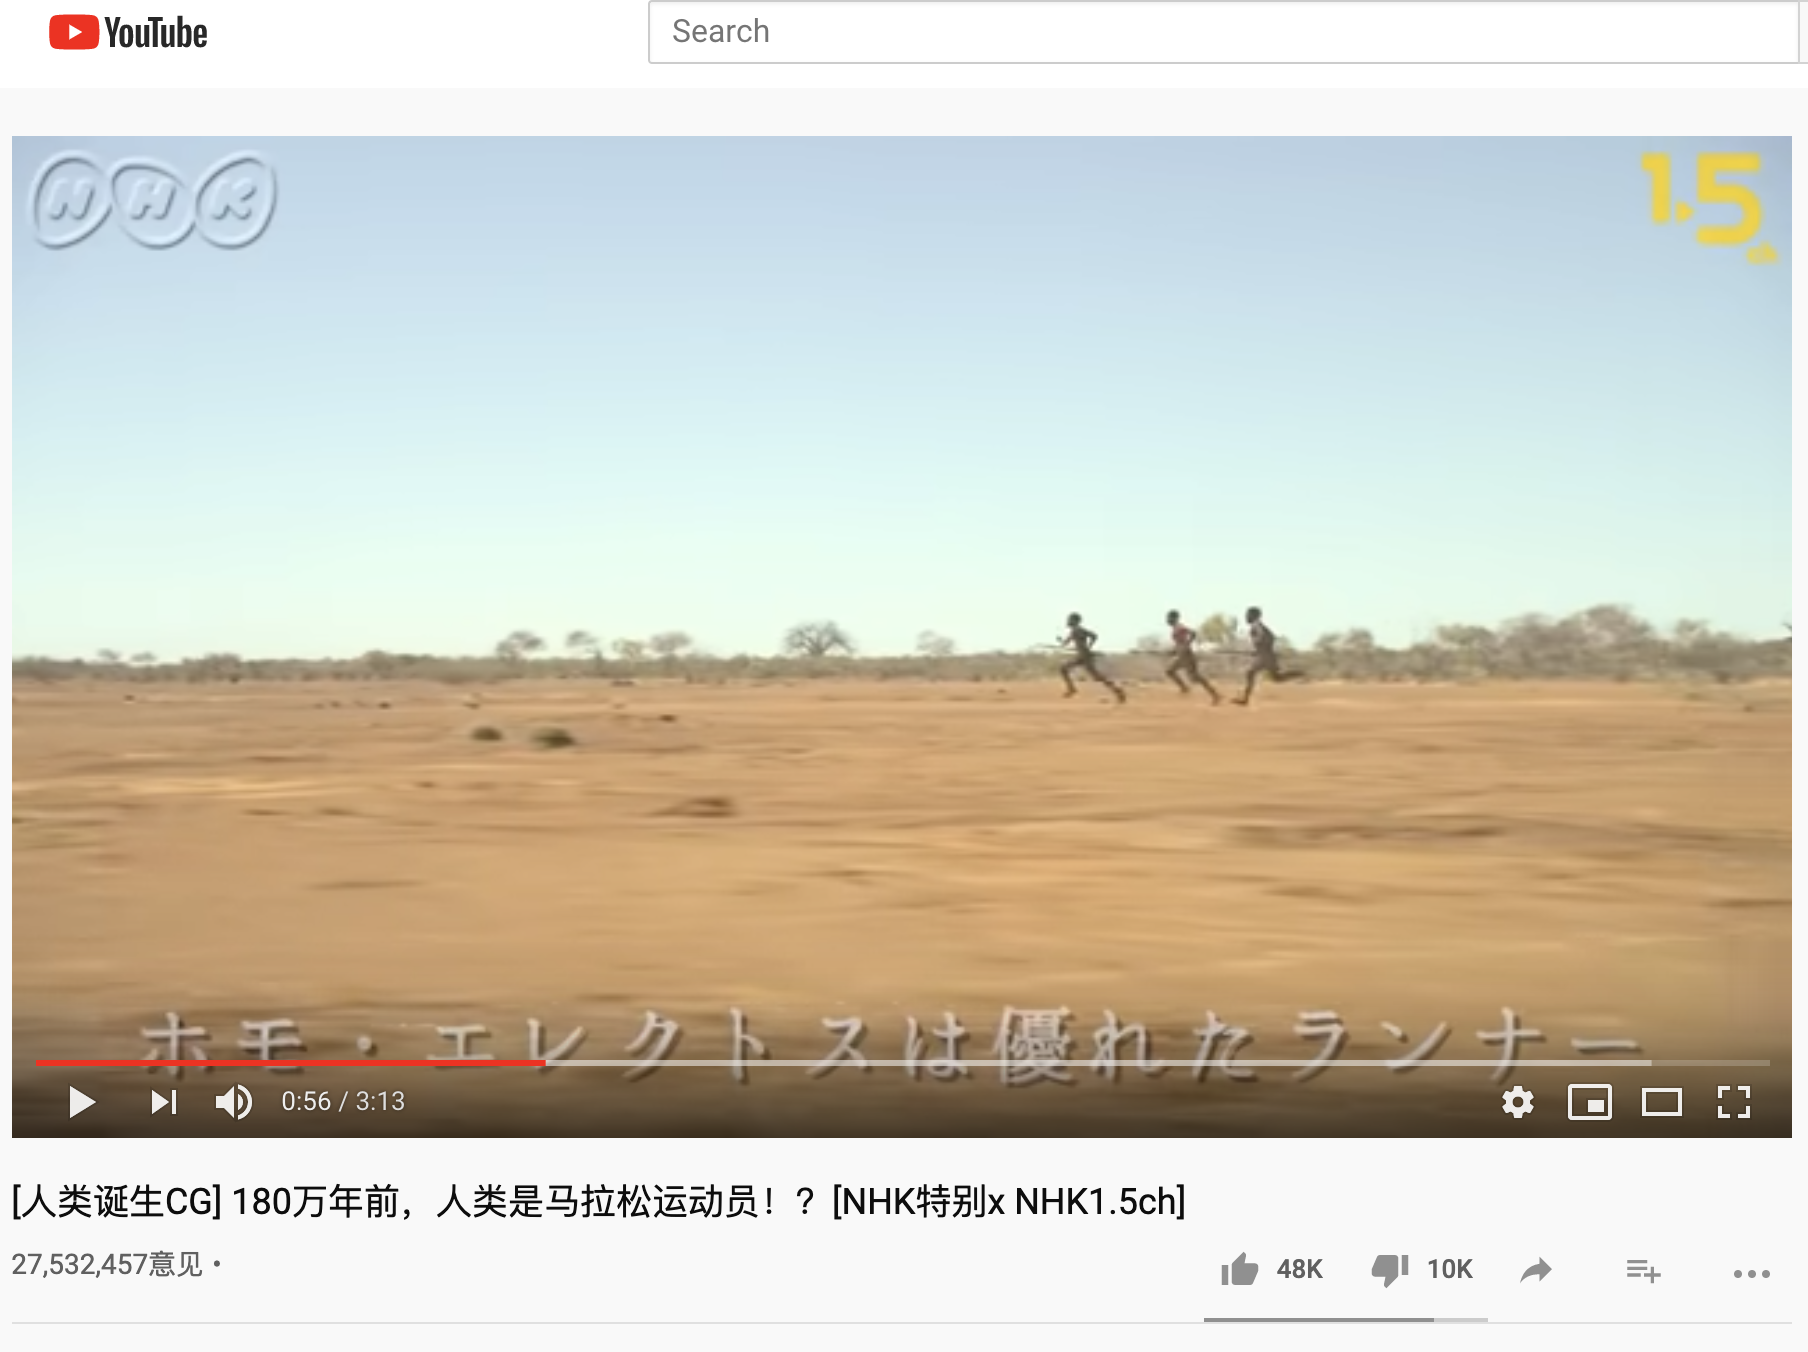 YouTube
Search
NHK
1.5
ch
ホモ・エレクトスは優れたランナー
0:56 / 3:13
[人类诞生CG] 180万年前，人类是马拉松运动员！？ [NHK特别x NHK1.5ch]
27,532,457意见 •
48K
10K